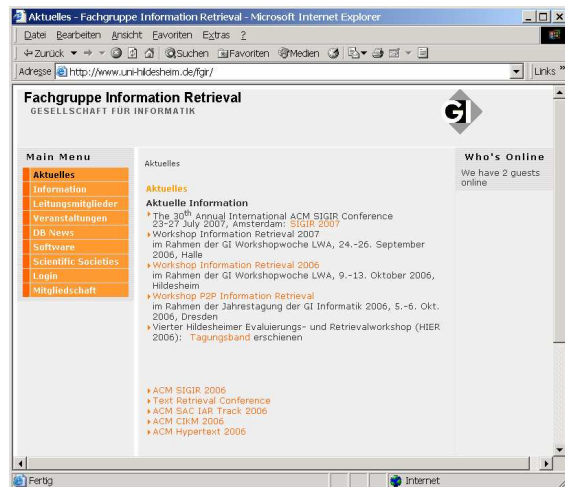 Aktuelles - Fachgruppe Information Retrieval - Microsoft Internet Explorer
Datei Bearbeiten Ansicht Favoriten Extras ?
Zurück Suchen Favoriten Medien
Adresse http://www.uni-hildesheim.de/fgir/ Links »
Fachgruppe Information Retrieval
GESELLSCHAFT FÜR INFORMATIK
GI
Main Menu
Aktuelles
Information
Leitungsmitglieder
Veranstaltungen
DB News
Software
Scientific Societies
Login
Mitgliedschaft
Aktuelles
Aktuelles
Aktuelle Information
The 30th Annual International ACM SIGIR Conference
23-27 July 2007, Amsterdam: SIGIR 2007
Workshop Information Retrieval 2007
im Rahmen der GI Workshopwoche LWA, 24.-26. September
2006, Halle
Workshop Information Retrieval 2006
im Rahmen der GI Workshopwoche LWA, 9.-13. Oktober 2006,
Hildesheim
Workshop P2P Information Retrieval
im Rahmen der Jahrestagung der GI Informatik 2006, 5.-6. Okt.
2006, Dresden
Vierter Hildesheimer Evaluierungs- und Retrievalworkshop (HIER
2006): Tagungsband erschienen
ACM SIGIR 2006
Text Retrieval Conference
ACM SAC IAR Track 2006
ACM CIKM 2006
ACM Hypertext 2006
Who's Online
We have 2 guests
online
Fertig Internet